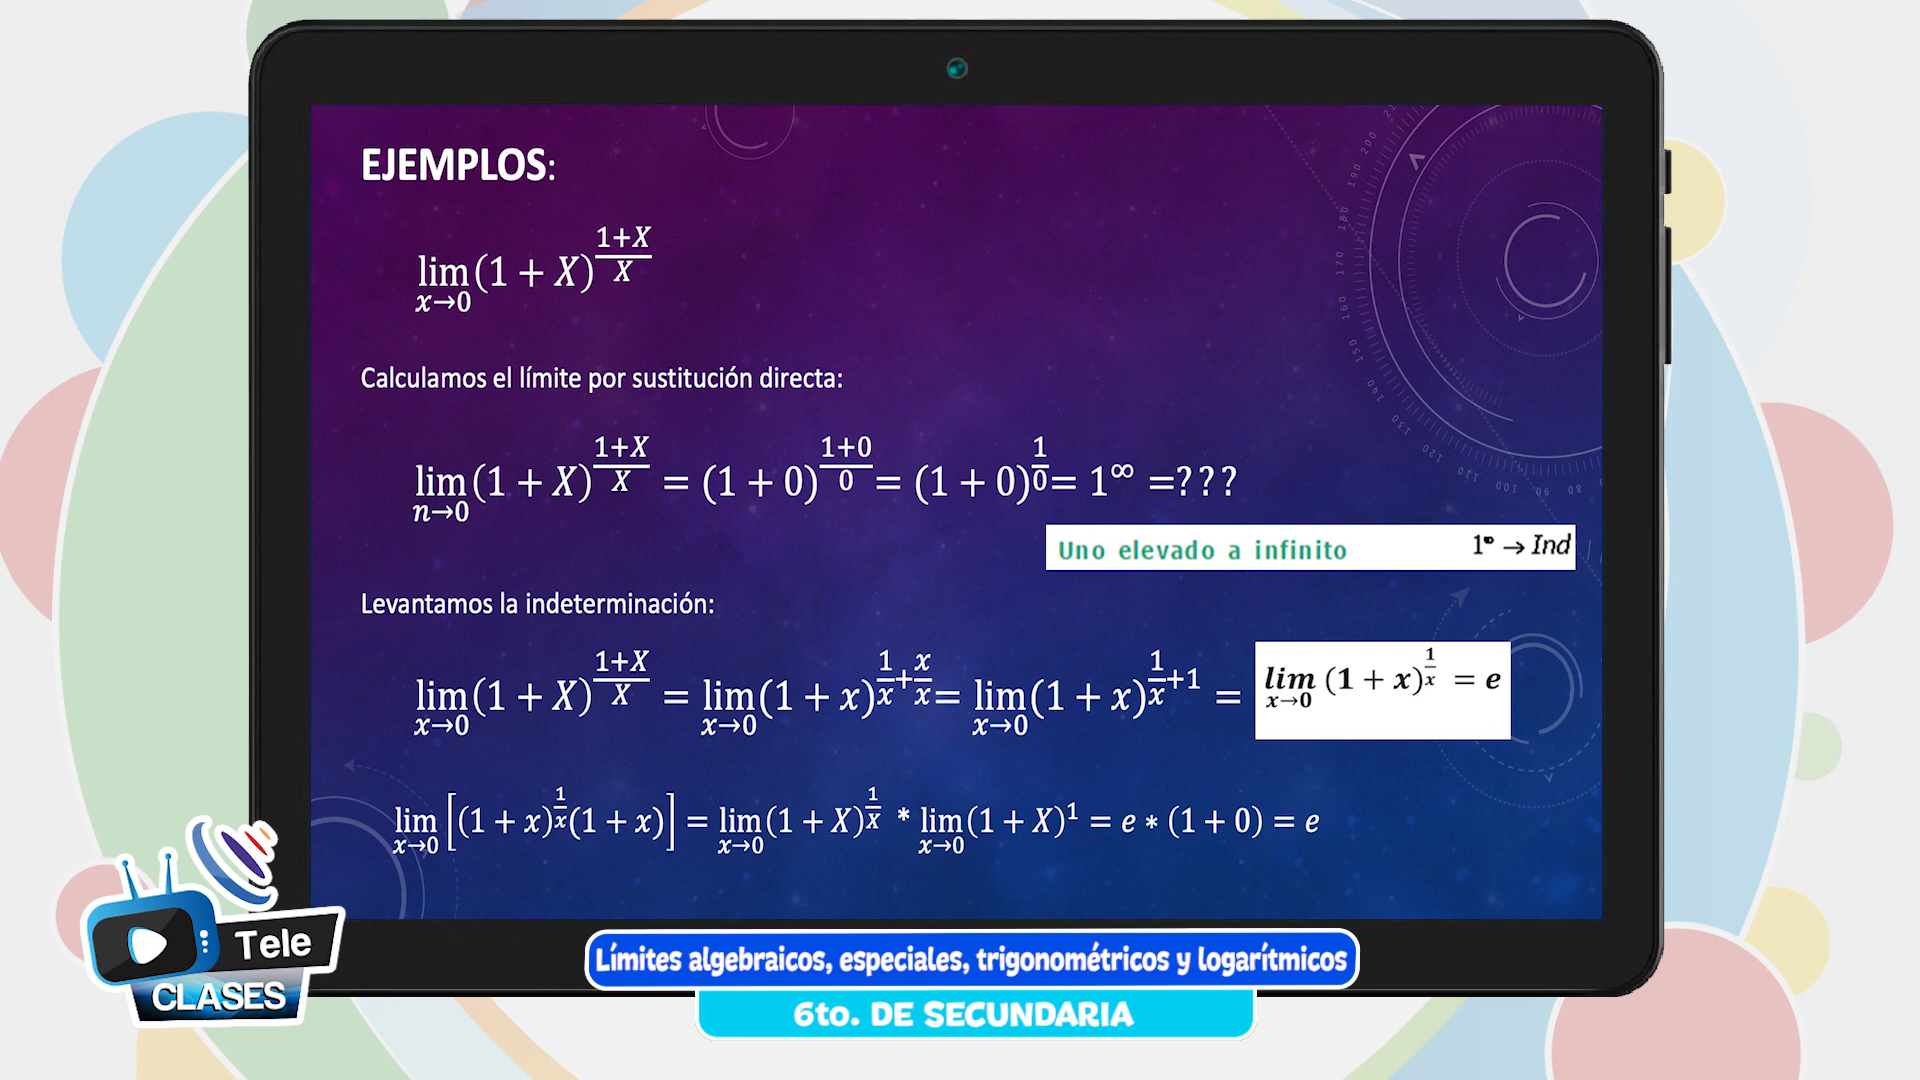 EJEMPLOS:
lim x→0 (1 + X)^((1+X)/X)
Calculamos el límite por sustitución directa:
lim n→0 (1 + X)^((1+X)/X) = (1 + 0)^((1+0)/0) = (1 + 0)^(1/0) = 1^∞ =???
Uno elevado a infinito 1^∞ → Ind
Levantamos la indeterminación:
lim x→0 (1 + X)^((1+X)/X) = lim x→0 (1 + x)^(1/x + x/x) = lim x→0 (1 + x)^(1/x +1) = lim x→0 (1 + x)^(1/x) = e
lim x→0 [(1 + x)^(1/x) (1 + x)] = lim x→0 (1 + X)^(1/X) * lim x→0 (1 + X)^1 = e * (1 + 0) = e
Tele
CLASES
Límites algebraicos, especiales, trigonométricos y logarítmicos
6to. DE SECUNDARIA